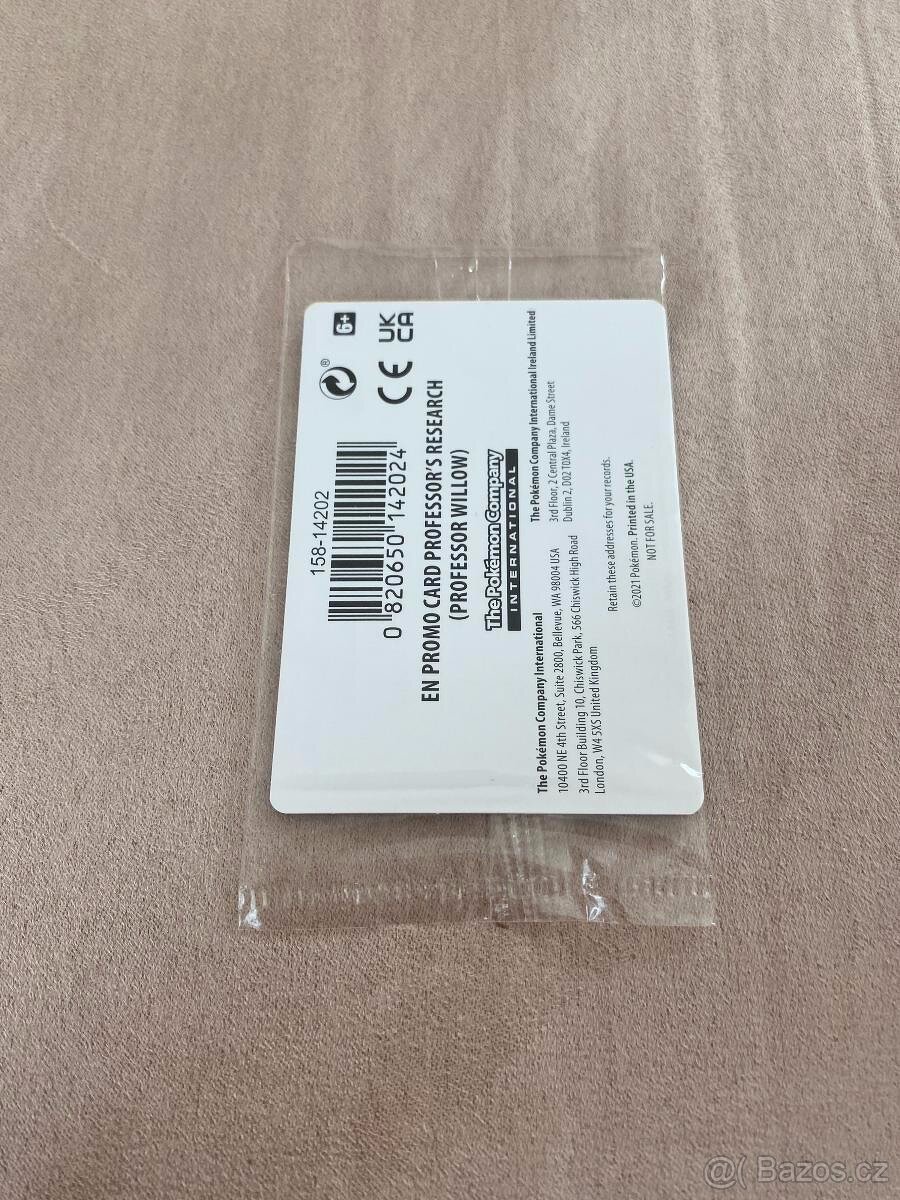 158-14202
0 820650 142024
6+
®
CE
UK
CA
EN PROMO CARD PROFESSOR'S RESEARCH
(PROFESSOR WILLOW)
The Pokémon Company
INTERNATIONAL
The Pokémon Company International
10400 NE 4th Street, Suite 2800, Bellevue, WA 98004 USA
3rd Floor Building 10, Chiswick Park, 566 Chiswick High Road
London, W4 5XS United Kingdom
The Pokémon Company International Ireland Limited
3rd Floor, 2 Central Plaza, Dame Street
Dublin 2, D02 T0X4, Ireland
Retain these addresses for your records.
©2021 Pokémon. Printed in the USA.
NOT FOR SALE.
@( Bazos.cz